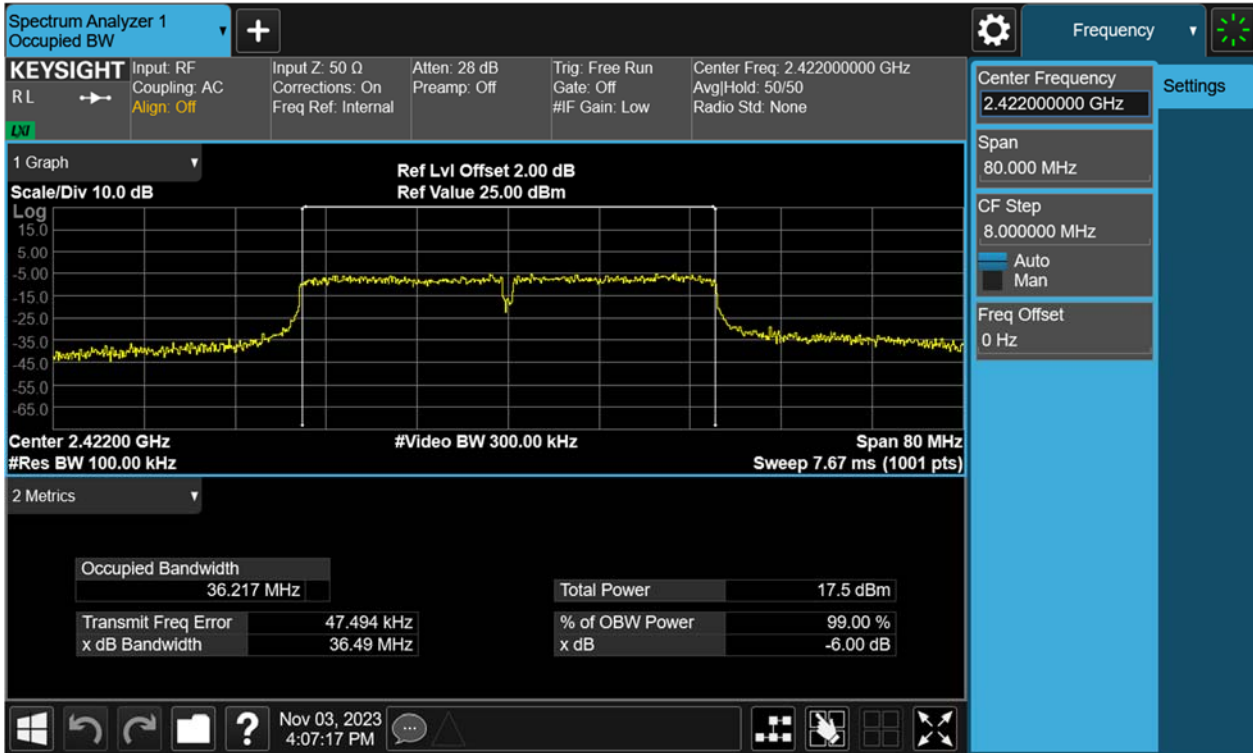 Spectrum Analyzer 1
Occupied BW
+
Frequency
KEYSIGHT
R L
LXI
Input: RF
Coupling: AC
Align: Off
Input Z: 50 Ω
Corrections: On
Freq Ref: Internal
Atten: 28 dB
Preamp: Off
Trig: Free Run
Gate: Off
#IF Gain: Low
Center Freq: 2.422000000 GHz
Avg|Hold: 50/50
Radio Std: None
Center Frequency
2.422000000 GHz
Settings
Span
80.000 MHz
CF Step
8.000000 MHz
Auto
Man
Freq Offset
0 Hz
1 Graph
Scale/Div 10.0 dB
Ref Lvl Offset 2.00 dB
Ref Value 25.00 dBm
Log
15.0
5.00
-5.00
-15.0
-25.0
-35.0
-45.0
-55.0
-65.0
Center 2.42200 GHz
#Video BW 300.00 kHz
Span 80 MHz
#Res BW 100.00 kHz
Sweep 7.67 ms (1001 pts)
2 Metrics
Occupied Bandwidth
36.217 MHz
Total Power 17.5 dBm
Transmit Freq Error 47.494 kHz
% of OBW Power 99.00 %
x dB Bandwidth 36.49 MHz
x dB -6.00 dB
?
Nov 03, 2023
4:07:17 PM